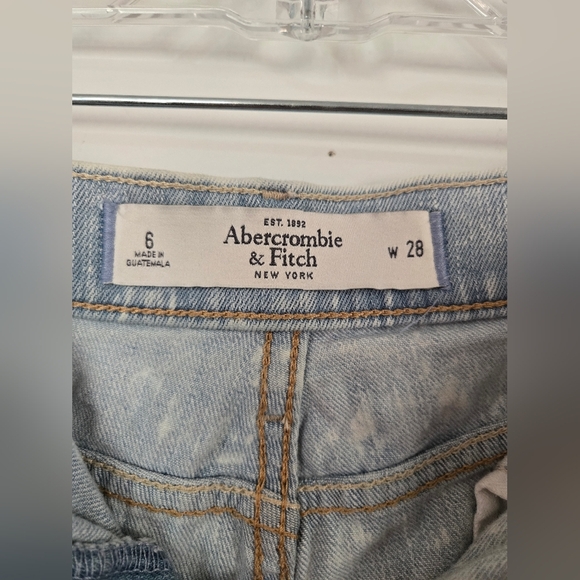 6
MADE IN
GUATEMALA
EST. 1892
Abercrombie
& Fitch
NEW YORK
W 28